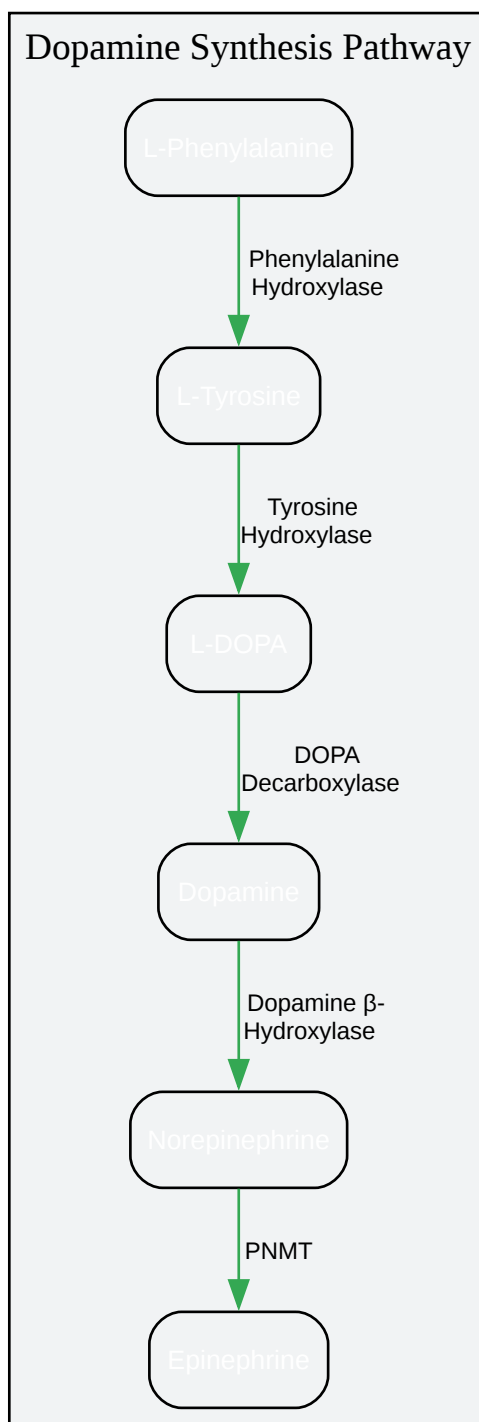 Dopamine Synthesis Pathway
L-Phenylalanine
Phenylalanine
Hydroxylase
L-Tyrosine
Tyrosine
Hydroxylase
L-DOPA
DOPA
Decarboxylase
Dopamine
Dopamine β-
Hydroxylase
Norepinephrine
PNMT
Epinephrine